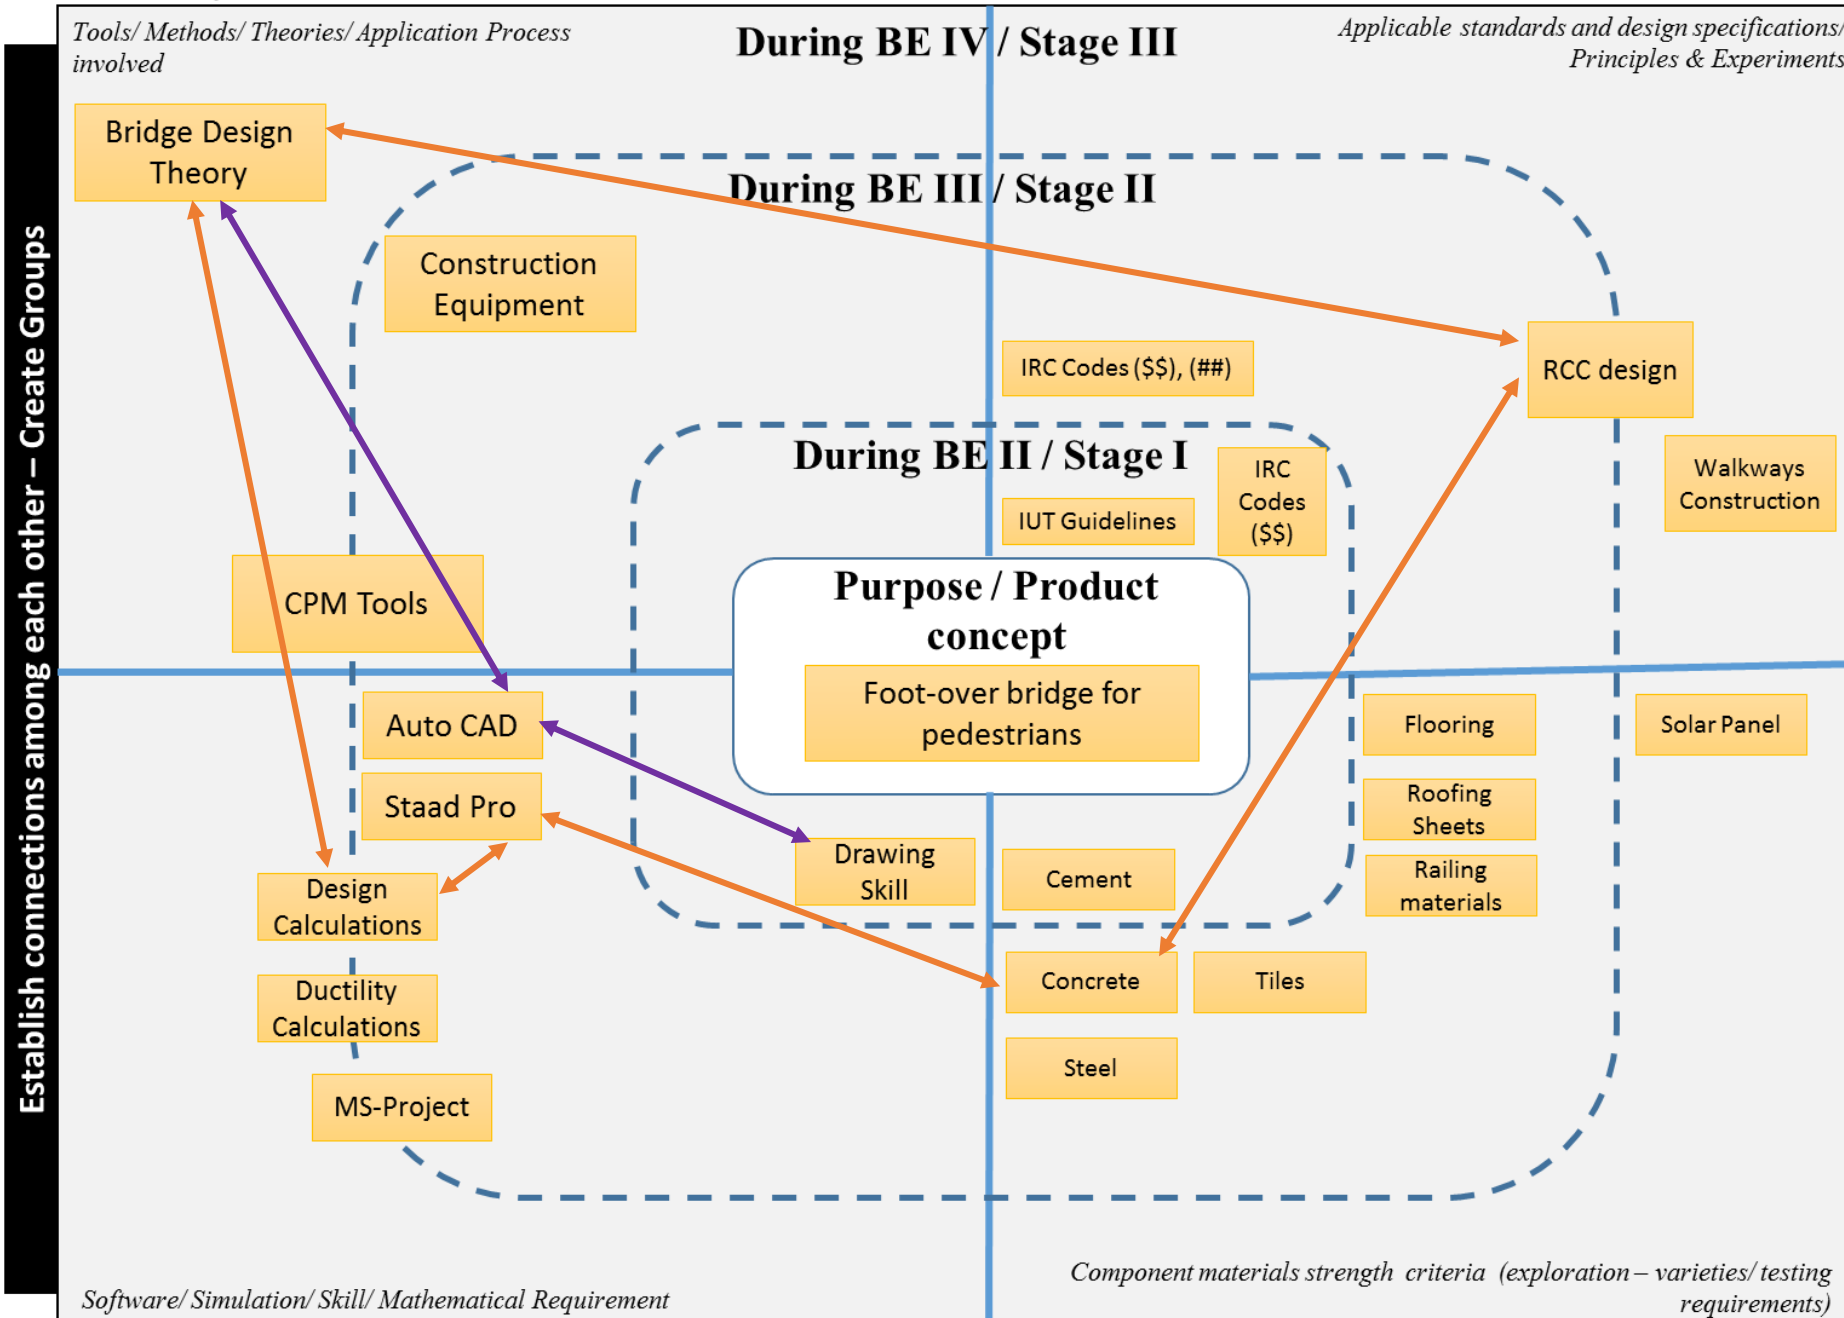 Establish connections among each other – Create Groups
Tools/ Methods/ Theories/ Application Process
involved
During BE IV / Stage III
Applicable standards and design specifications/
Principles & Experiments
Bridge Design
Theory
During BE III / Stage II
Construction
Equipment
IRC Codes ($$), (##)
RCC design
During BE II / Stage I
IRC
Codes
($$)
Walkways
Construction
IUT Guidelines
CPM Tools
Purpose / Product
concept
Foot-over bridge for
pedestrians
Auto CAD
Flooring
Solar Panel
Staad Pro
Roofing
Sheets
Drawing
Skill
Cement
Railing
materials
Design
Calculations
Concrete
Tiles
Ductility
Calculations
Steel
MS-Project
Software/ Simulation/ Skill/ Mathematical Requirement
Component materials strength criteria (exploration – varieties/ testing
requirements)